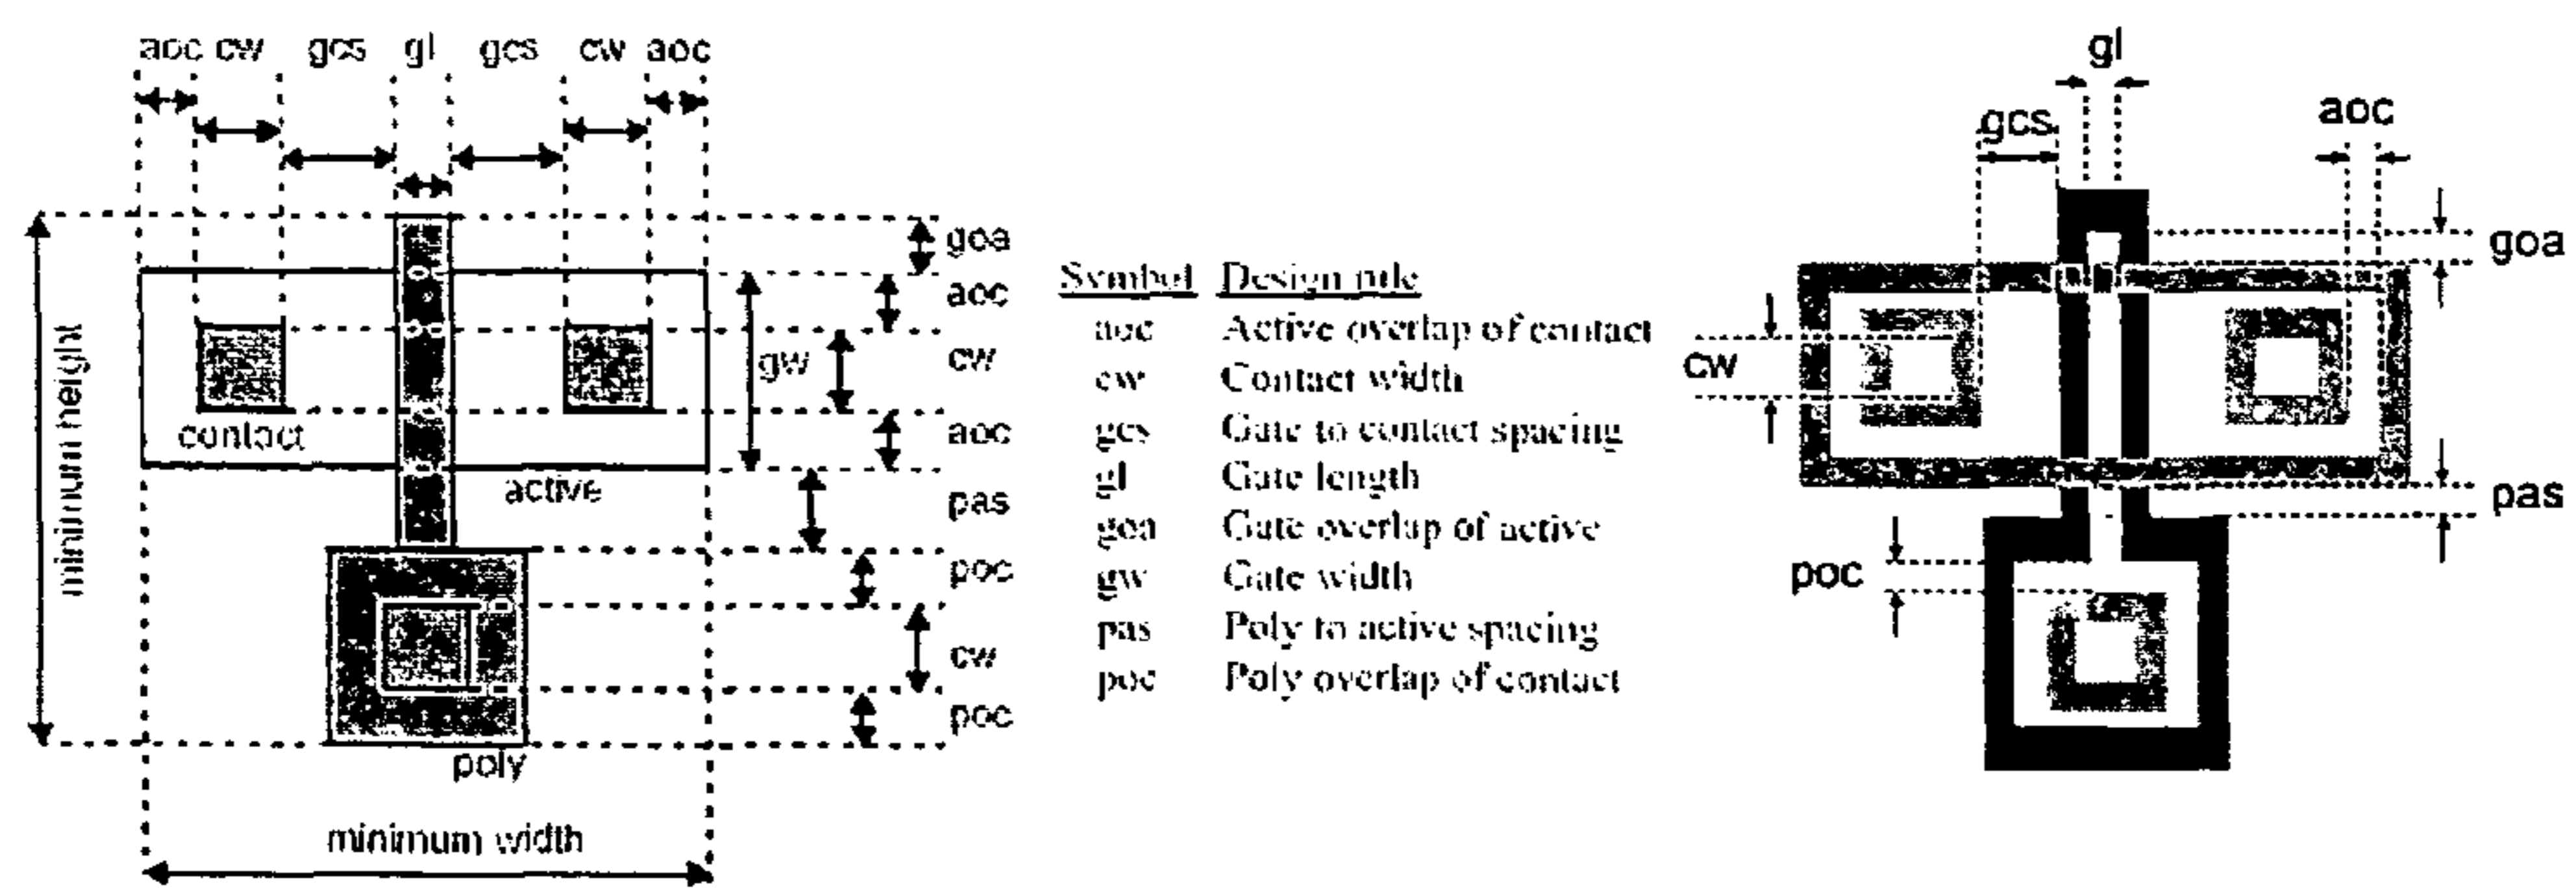 aoc cw gcs gl gcs cw aoc
goa
aoc
cw
gw
aoc
pas
poc
cw
poc
minimum height
contact
active
poly
minimum width
Symbol Design rule
aoc Active overlap of contact
cw Contact width
gcs Gate to contact spacing
gl Gate length
goa Gate overlap of active
gw Gate width
pas Poly to active spacing
poc Poly overlap of contact
gl
gcs
aoc
goa
cw
pas
poc